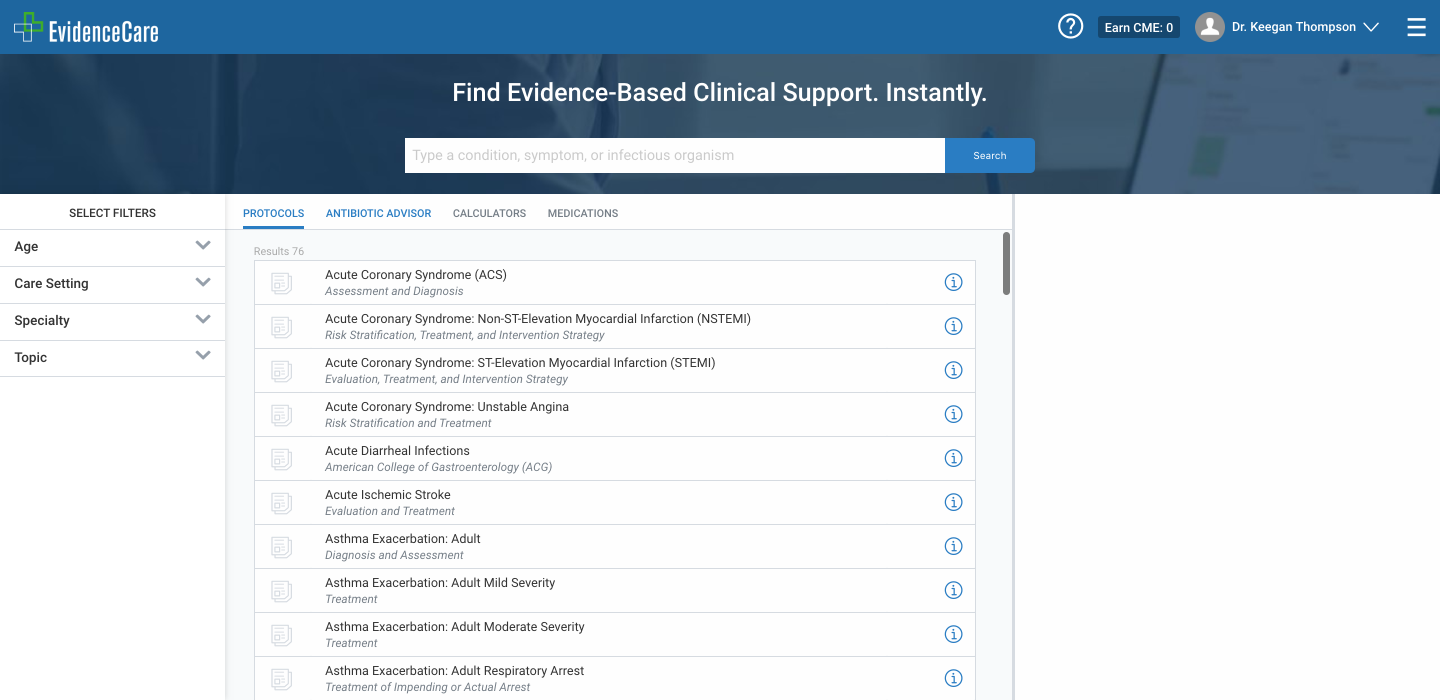 EvidenceCare
Earn CME: 0
Dr. Keegan Thompson
Find Evidence-Based Clinical Support. Instantly.
Type a condition, symptom, or infectious organism
Search
SELECT FILTERS
Age
Care Setting
Specialty
Topic
PROTOCOLS
ANTIBIOTIC ADVISOR
CALCULATORS
MEDICATIONS
Results 76
Acute Coronary Syndrome (ACS)
Assessment and Diagnosis
Acute Coronary Syndrome: Non-ST-Elevation Myocardial Infarction (NSTEMI)
Risk Stratification, Treatment, and Intervention Strategy
Acute Coronary Syndrome: ST-Elevation Myocardial Infarction (STEMI)
Evaluation, Treatment, and Intervention Strategy
Acute Coronary Syndrome: Unstable Angina
Risk Stratification and Treatment
Acute Diarrheal Infections
American College of Gastroenterology (ACG)
Acute Ischemic Stroke
Evaluation and Treatment
Asthma Exacerbation: Adult
Diagnosis and Assessment
Asthma Exacerbation: Adult Mild Severity
Treatment
Asthma Exacerbation: Adult Moderate Severity
Treatment
Asthma Exacerbation: Adult Respiratory Arrest
Treatment of Impending or Actual Arrest